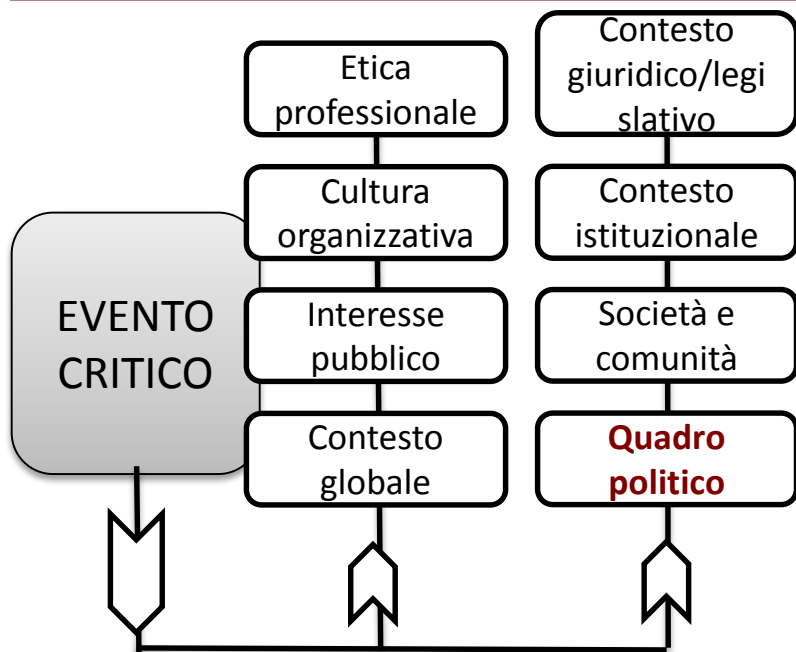 EVENTO
CRITICO
Etica
professionale
Cultura
organizzativa
Interesse
pubblico
Contesto
globale
Contesto
giuridico/legi
slativo
Contesto
istituzionale
Società e
comunità
Quadro
politico